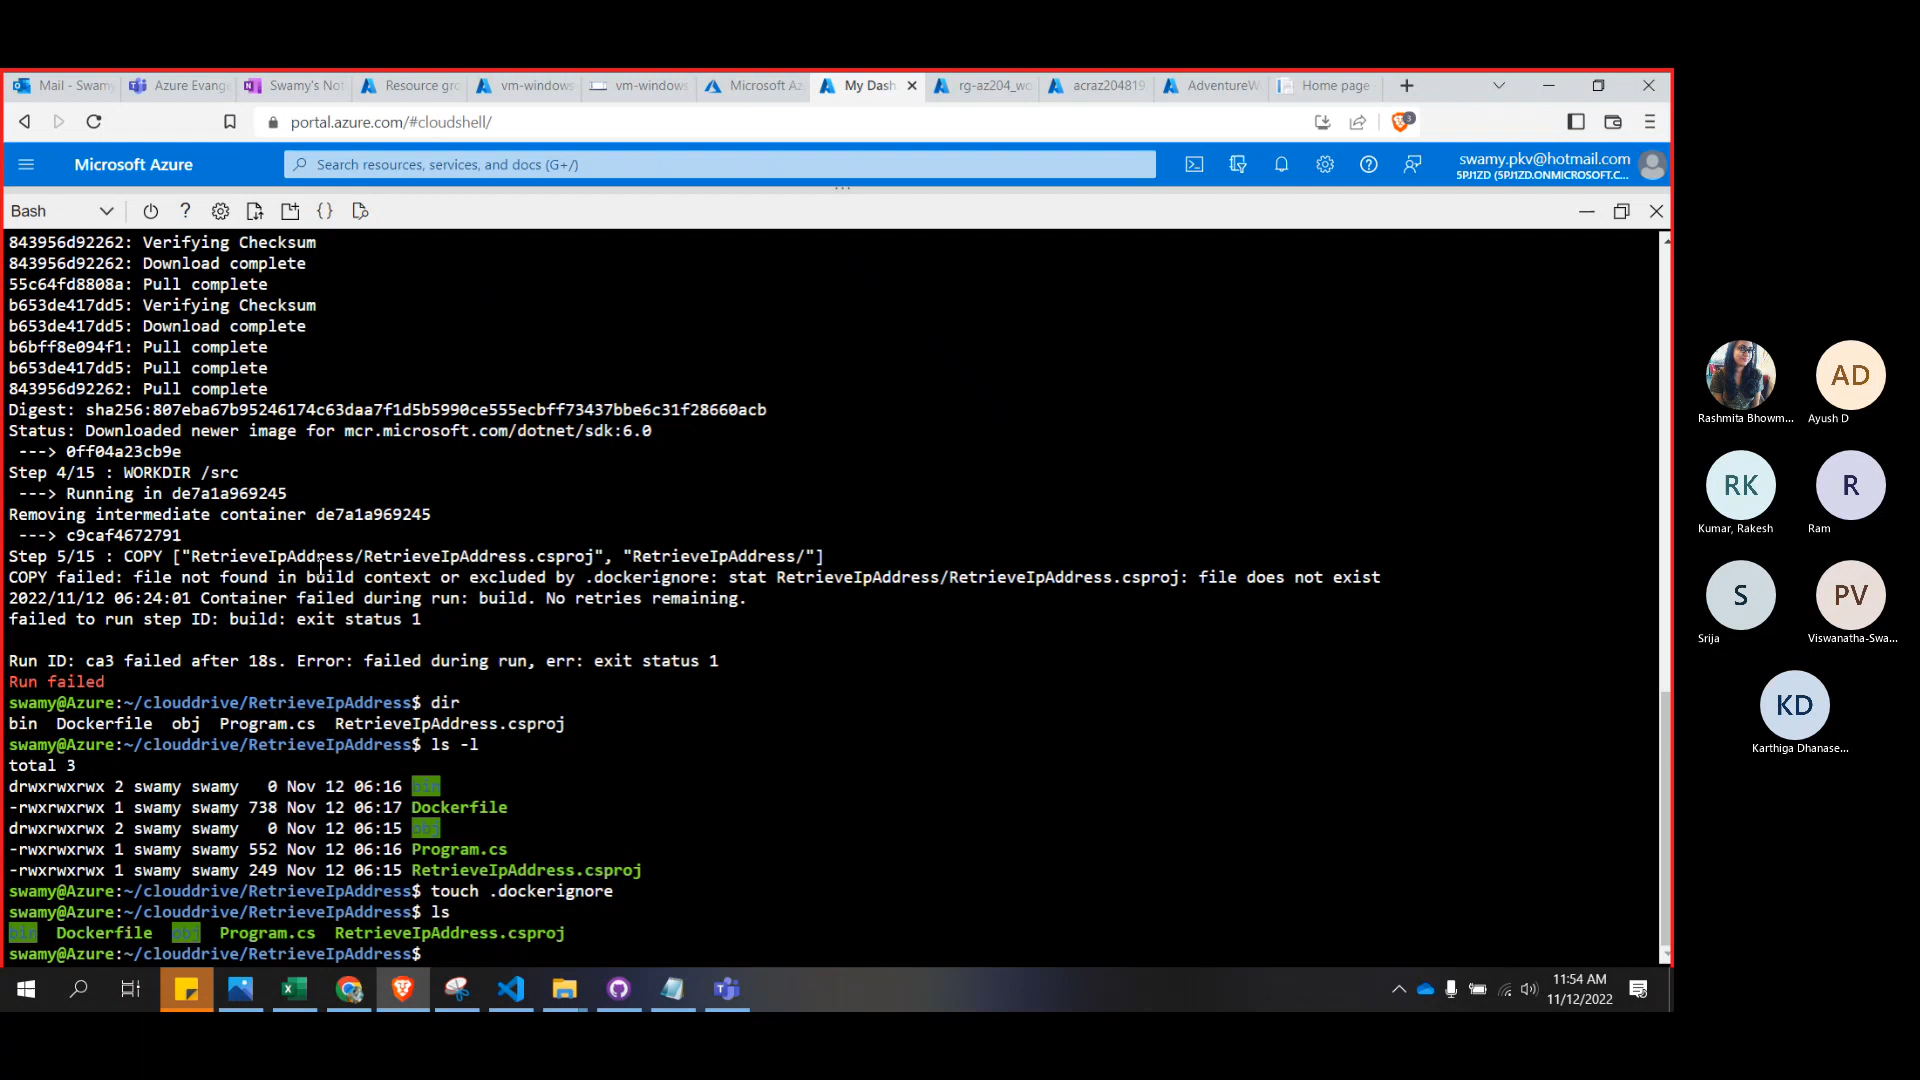 Mail - Swamy
Azure Evang
Swamy's Not
Resource gro
vm-windows
vm-windows
Microsoft Az
My Dash
rg-az204_wo
acraz204819
AdventureW
Home page
portal.azure.com/#cloudshell/
3
Microsoft Azure
Search resources, services, and docs (G+/)
swamy.pkv@hotmail.com
5PJ1ZD (5PJ1ZD.ONMICROSOFT.C...
Bash
843956d92262: Verifying Checksum
843956d92262: Download complete
55c64fd8808a: Pull complete
b653de417dd5: Verifying Checksum
b653de417dd5: Download complete
b6bff8e094f1: Pull complete
b653de417dd5: Pull complete
843956d92262: Pull complete
Digest: sha256:807eba67b95246174c63daa7f1d5b5990ce555ecbff73437bbe6c31f28660acb
Status: Downloaded newer image for mcr.microsoft.com/dotnet/sdk:6.0
---> 0ff04a23cb9e
Step 4/15 : WORKDIR /src
---> Running in de7a1a969245
Removing intermediate container de7a1a969245
---> c9caf4672791
Step 5/15 : COPY ["RetrieveIpAddress/RetrieveIpAddress.csproj", "RetrieveIpAddress/"]
COPY failed: file not found in build context or excluded by .dockerignore: stat RetrieveIpAddress/RetrieveIpAddress.csproj: file does not exist
2022/11/12 06:24:01 Container failed during run: build. No retries remaining.
failed to run step ID: build: exit status 1
Run ID: ca3 failed after 18s. Error: failed during run, err: exit status 1
Run failed
swamy@Azure:~/clouddrive/RetrieveIpAddress$ dir
bin Dockerfile obj Program.cs RetrieveIpAddress.csproj
swamy@Azure:~/clouddrive/RetrieveIpAddress$ ls -l
total 3
drwxrwxrwx 2 swamy swamy 0 Nov 12 06:16 bin
-rwxrwxrwx 1 swamy swamy 738 Nov 12 06:17 Dockerfile
drwxrwxrwx 2 swamy swamy 0 Nov 12 06:15 obj
-rwxrwxrwx 1 swamy swamy 552 Nov 12 06:16 Program.cs
-rwxrwxrwx 1 swamy swamy 249 Nov 12 06:15 RetrieveIpAddress.csproj
swamy@Azure:~/clouddrive/RetrieveIpAddress$ touch .dockerignore
swamy@Azure:~/clouddrive/RetrieveIpAddress$ ls
bin Dockerfile obj Program.cs RetrieveIpAddress.csproj
swamy@Azure:~/clouddrive/RetrieveIpAddress$
11:54 AM
11/12/2022
Rashmita Bhowm...
AD
Ayush D
RK
Kumar, Rakesh
R
Ram
S
Srija
PV
Viswanatha-Swa...
KD
Karthiga Dhanase...